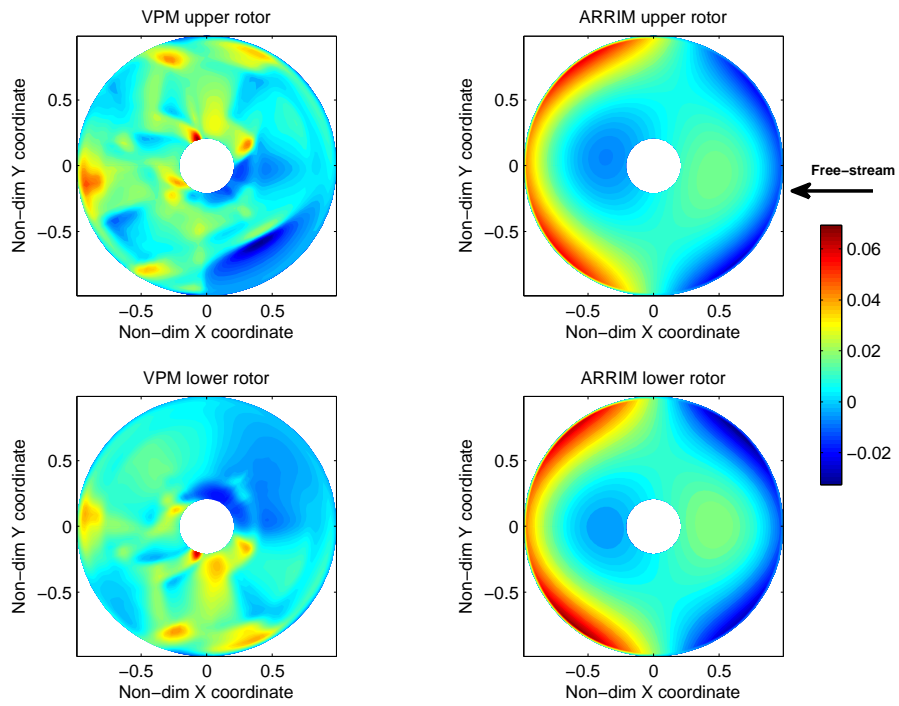 VPM upper rotor
ARRIM upper rotor
Non−dim Y coordinate
0.5
0
−0.5
−0.5
0
0.5
Non−dim X coordinate
Non−dim Y coordinate
0.5
0
−0.5
−0.5
0
0.5
Non−dim X coordinate
Free−stream
0.06
0.04
0.02
0
−0.02
VPM lower rotor
ARRIM lower rotor
Non−dim Y coordinate
0.5
0
−0.5
−0.5
0
0.5
Non−dim X coordinate
Non−dim Y coordinate
0.5
0
−0.5
−0.5
0
0.5
Non−dim X coordinate